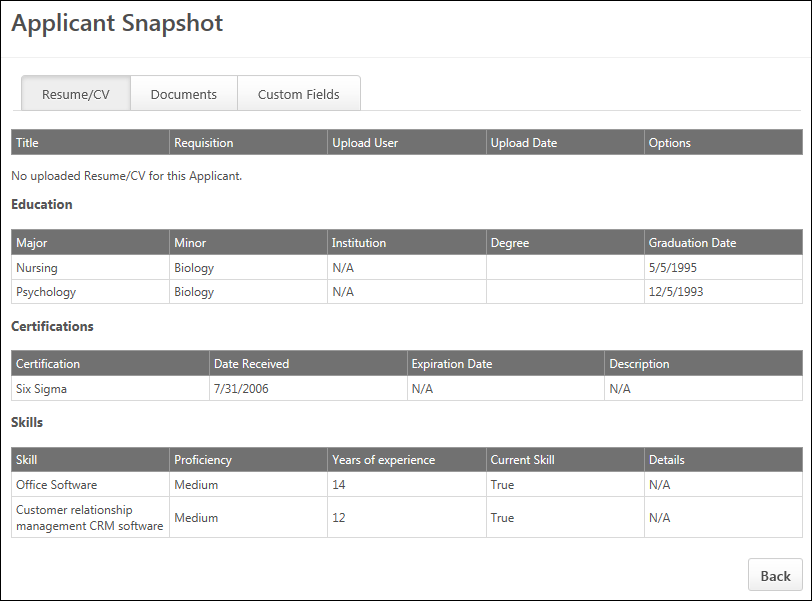 Applicant Snapshot
Resume/CV Documents Custom Fields
Title Requisition Upload User Upload Date Options
No uploaded Resume/CV for this Applicant.
Education
Major Minor Institution Degree Graduation Date
Nursing Biology N/A 5/5/1995
Psychology Biology N/A 12/5/1993
Certifications
Certification Date Received Expiration Date Description
Six Sigma 7/31/2006 N/A N/A
Skills
Skill Proficiency Years of experience Current Skill Details
Office Software Medium 14 True N/A
Customer relationship
management CRM software Medium 12 True N/A
Back